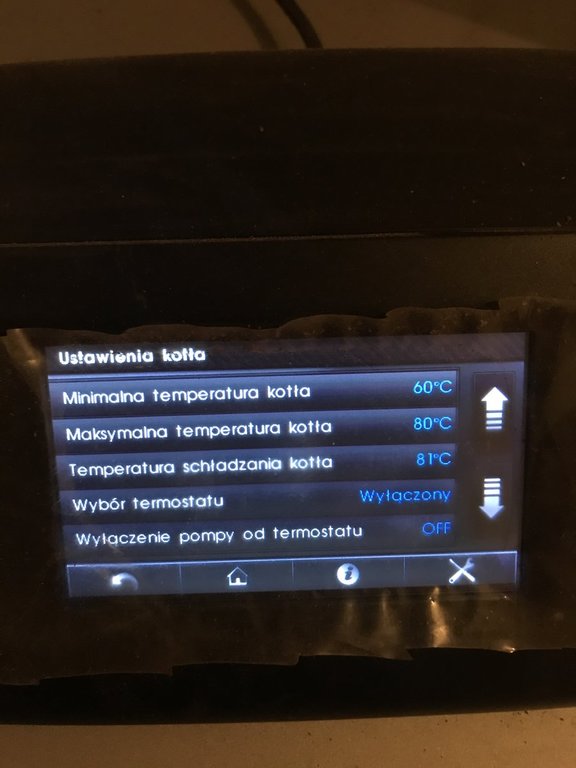 Ustawienia kotła
Minimalna temperatura kotła 60°C
Maksymalna temperatura kotła 80°C
Temperatura schładzania kotła 81°C
Wybór termostatu Wyłączony
Wyłączenie pompy od termostatu OFF